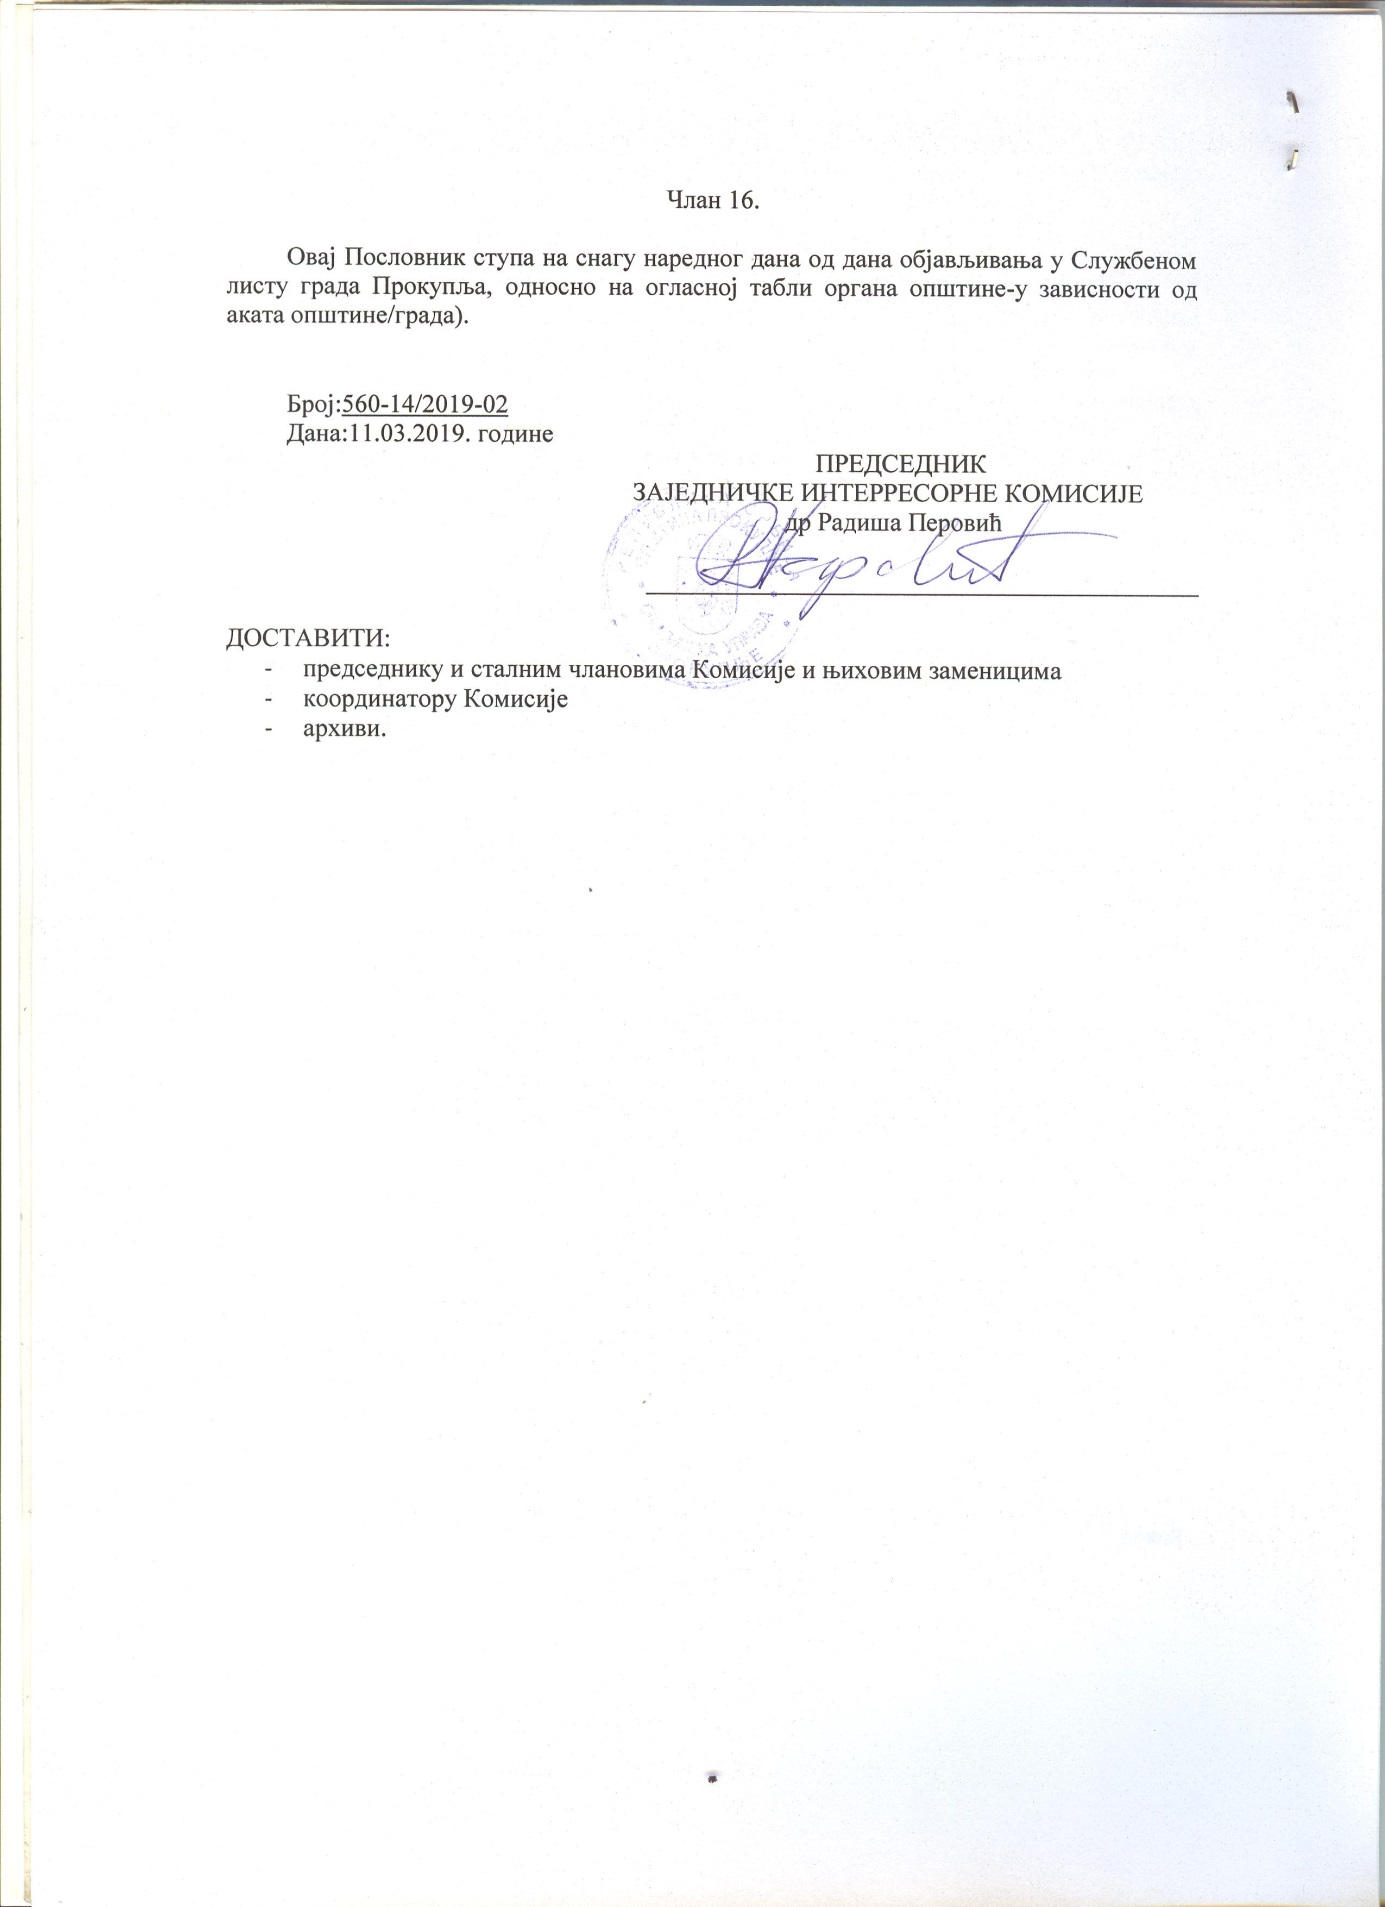 Члан 16.
Овај Пословник ступа на снагу наредног дана од дана објављивања у Службеном
листу града Прокупља, односно на огласној табли органа општине-у зависности од
аката општине/града).
Број:560-14/2019-02
Дана:11.03.2019. године
ПРЕДСЕДНИК
ЗАЈЕДНИЧКЕ ИНТЕРРЕСОРНЕ КОМИСИЈЕ
др Радиша Перовић
ДОСТАВИТИ:
- председнику и сталним члановима Комисије и њиховим заменицима
- координатору Комисије
- архиви.